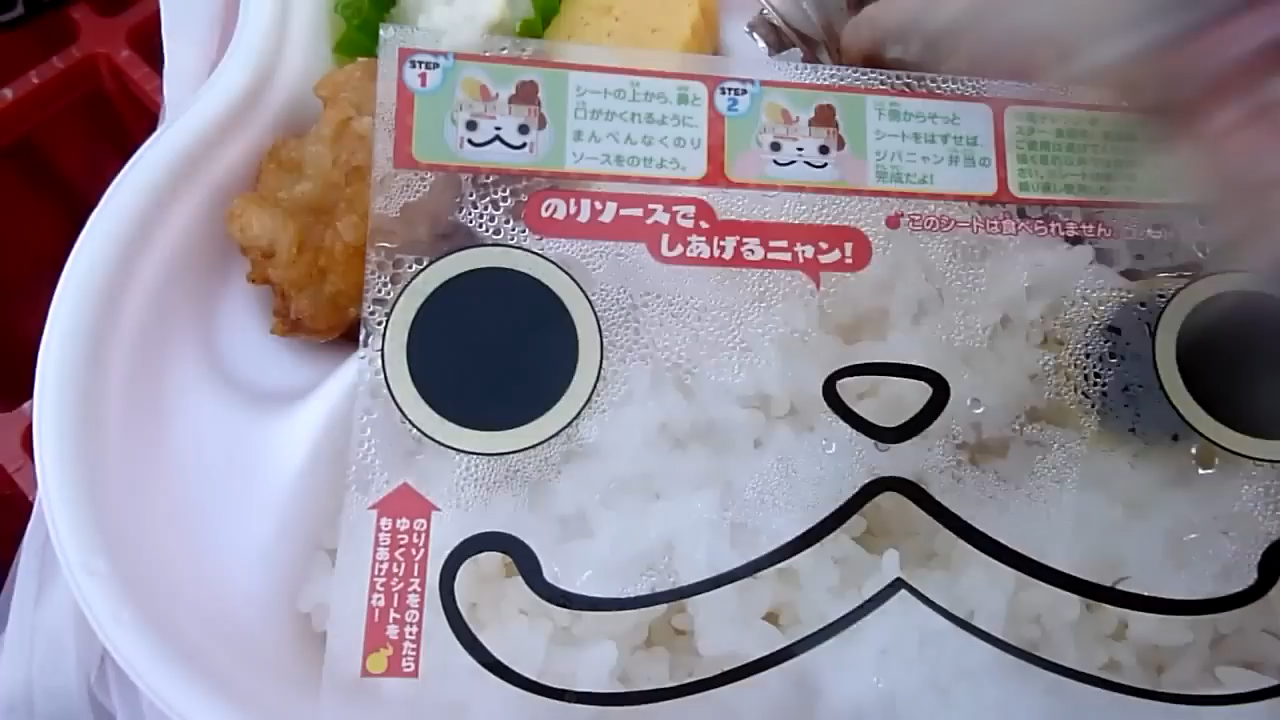 STEP
1
シートの上から、鼻と
口がかくれるように、
まんべんなくのり
ソースをのせよう。
STEP
2
下側からそっと
シートをはずせば、
ジバニャン弁当の
完成だよ!
のりソースで、
しあげるニャン!
このシートは食べられません。
のりソースをのせたら
ゆっくりシートを
もちあげてね!